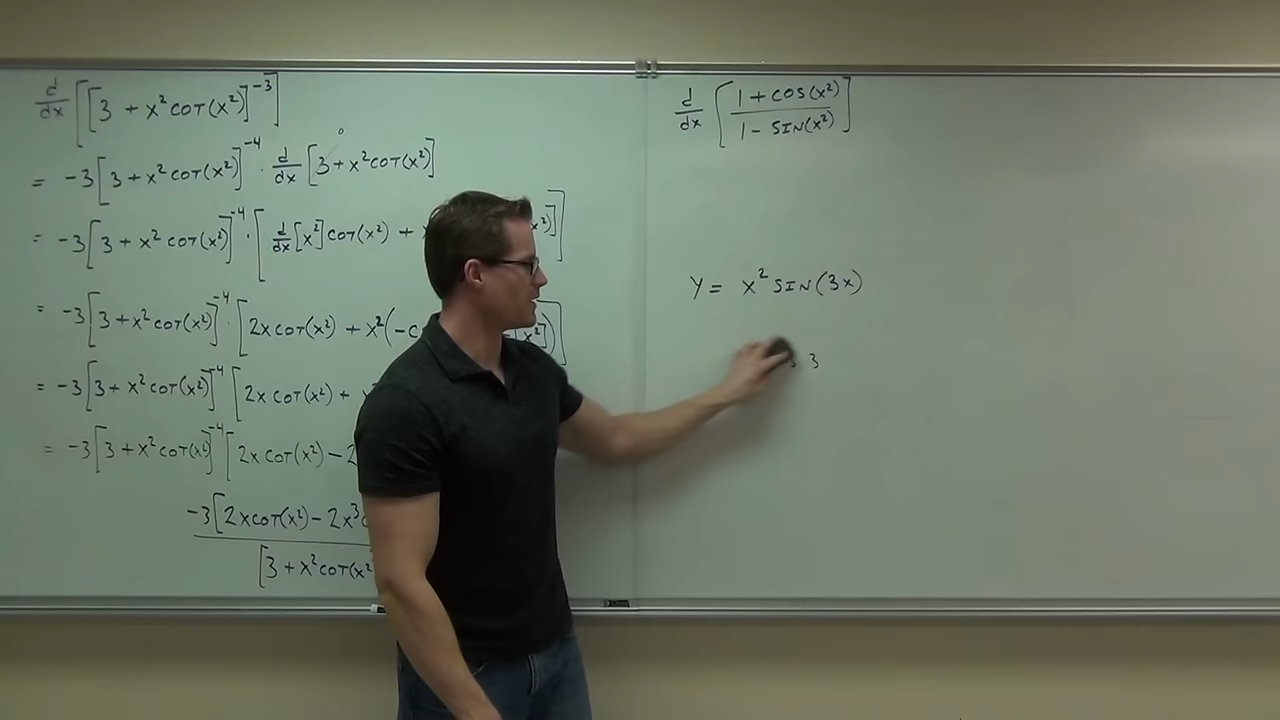 d/dx [[3 + x² COT(x²)]⁻³]
= -3[3 + x² COT(x²)]⁻⁴ · d/dx [3 + x² COT(x²)]
= -3[3 + x² COT(x²)]⁻⁴ · [d/dx [x²] COT(x²) + x²)]]
= -3[3 + x² COT(x²)]⁻⁴ · [2x COT(x²) + x²(-c [x²])]
= -3[3 + x² COT(x²)]⁻⁴ [2x COT(x²) +
= -3[3 + x² COT(x²)]⁻⁴ [2x COT(x²) - 2
-3[2x COT(x²) - 2x³
[3 + x² COT(x²
d/dx [(1 + COS(x²))/(1 - SIN(x²))]
Y = x² SIN(3x)
3